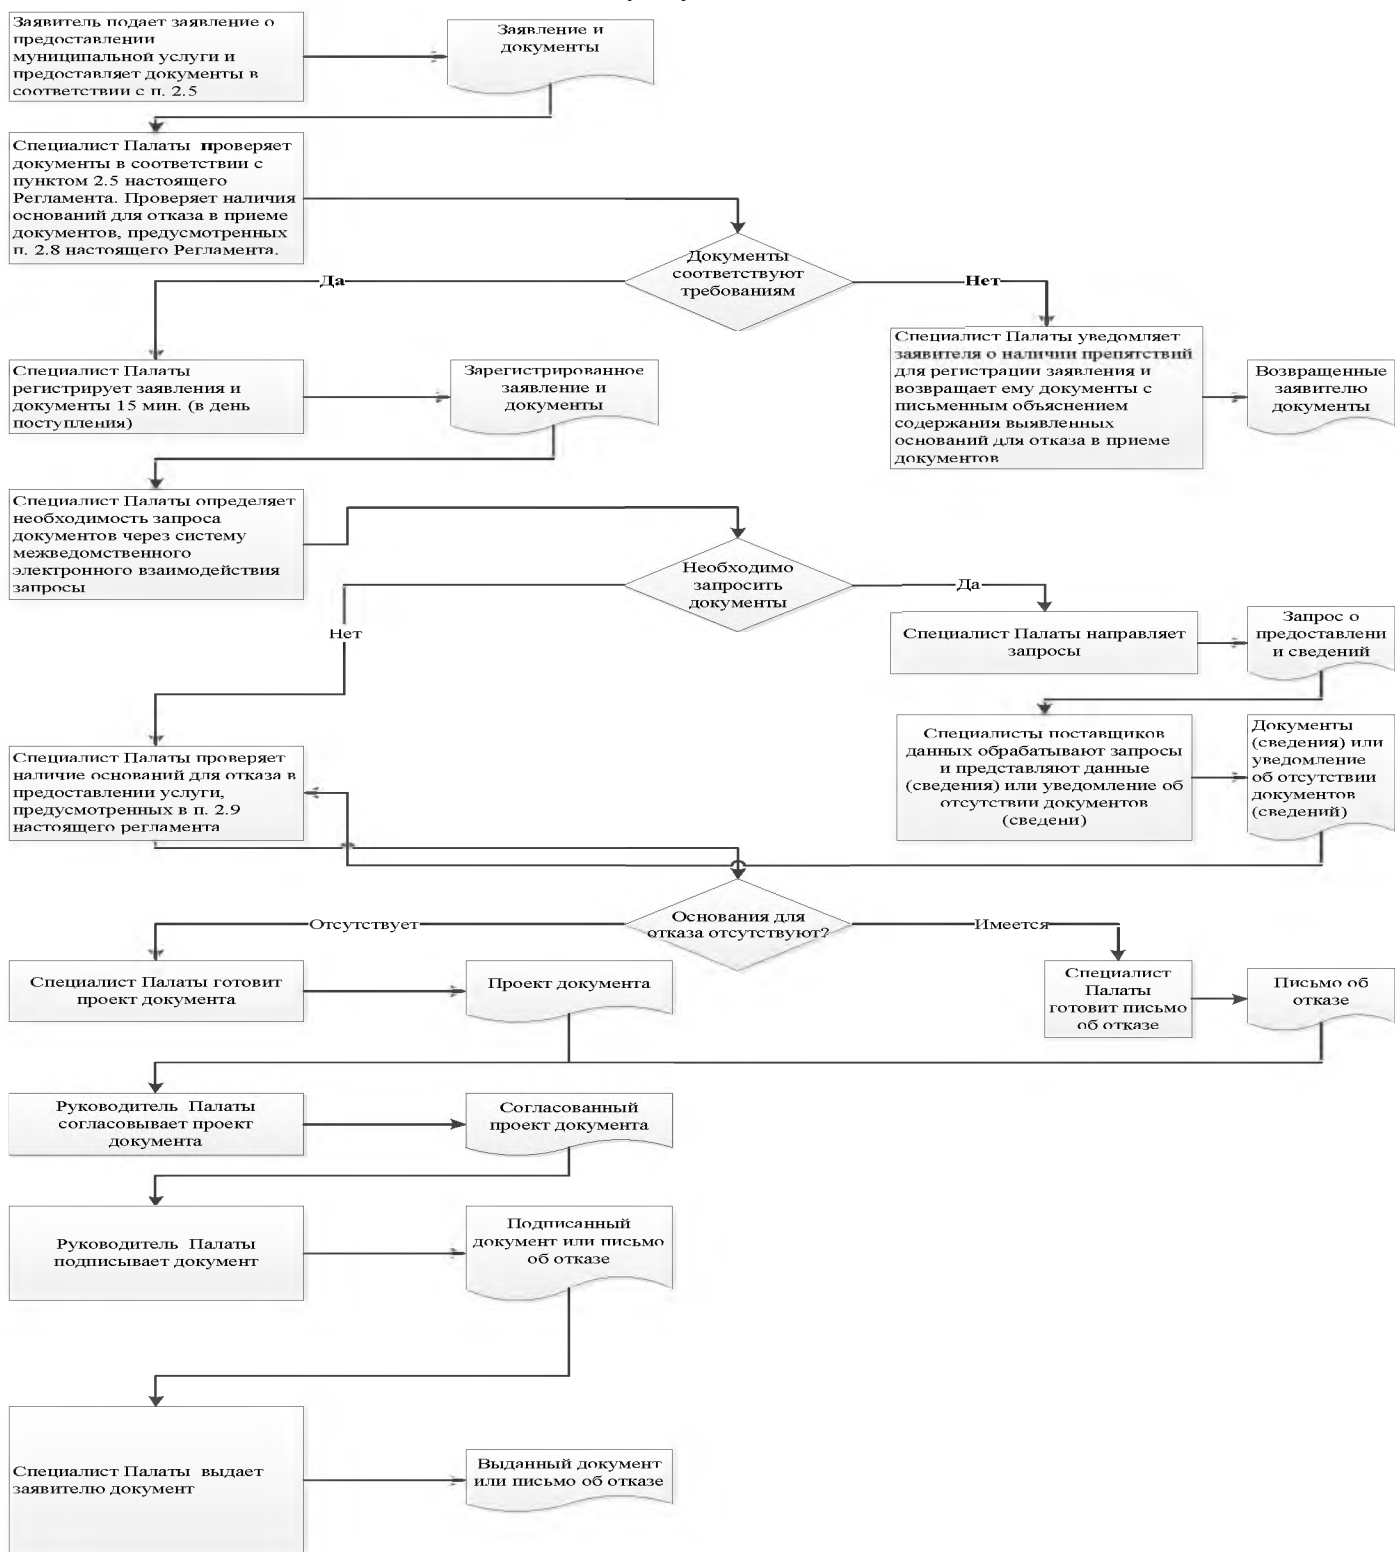 Заявитель подает заявление о
предоставлении
муниципальной услуги и
предоставляет документы в
соответствии с п. 2.5
Заявление и
документы
Специалист Палаты проверяет
документы в соответствии с
пунктом 2.5 настоящего
Регламента. Проверяет наличия
оснований для отказа в приеме
документов, предусмотренных
п. 2.8 настоящего Регламента.
Документы
соответствуют
требованиям
Да
Нет
Специалист Палаты
регистрирует заявления и
документы 15 мин. (в день
поступления)
Зарегистрированное
заявление и
документы
Специалист Палаты уведомляет
заявителя о наличии препятствий
для регистрации заявления и
возвращает ему документы с
письменным объяснением
содержания выявленных
оснований для отказа в приеме
документов
Возвращенные
заявителю
документы
Специалист Палаты определяет
необходимость запроса
документов через систему
межведомственного
электронного взаимодействия
запросы
Необходимо
запросить
документы
Да
Нет
Специалист Палаты направляет
запросы
Запрос о
предоставлени
и сведений
Специалисты поставщиков
данных обрабатывают запросы
и представляют данные
(сведения) или уведомление об
отсутствии документов
(сведени)
Документы
(сведения) или
уведомление
об отсутствии
документов
(сведений)
Специалист Палаты проверяет
наличие оснований для отказа в
предоставлении услуги,
предусмотренных в п. 2.9
настоящего регламента
Основания для
отказа отсутствуют?
Отсутствует
Имеется
Специалист Палаты готовит
проект документа
Проект документа
Специалист
Палаты
готовит письмо
об отказе
Письмо об
отказе
Руководитель Палаты
согласовывает проект
документа
Согласованный
проект документа
Руководитель Палаты
подписывает документ
Подписанный
документ или письмо
об отказе
Специалист Палаты выдает
заявителю документ
Выданный документ
или письмо об отказе